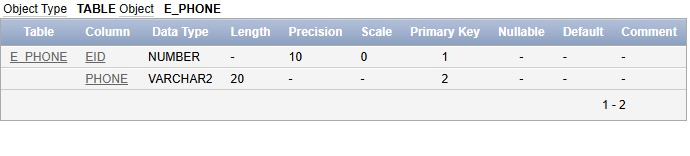 Object Type TABLE Object E_PHONE
Table Column Data Type Length Precision Scale Primary Key Nullable Default Comment
E_PHONE EID NUMBER - 10 0 1 - - -
PHONE VARCHAR2 20 - - 2 - - -
1 - 2